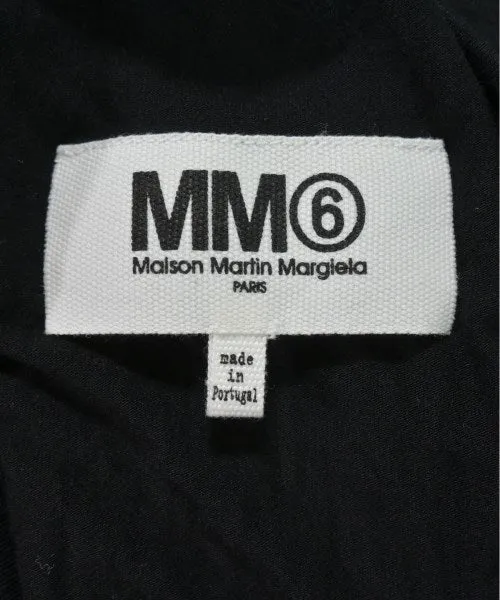 MM⑥
Maison Martin Margiela
PARIS
made
in
Portugal